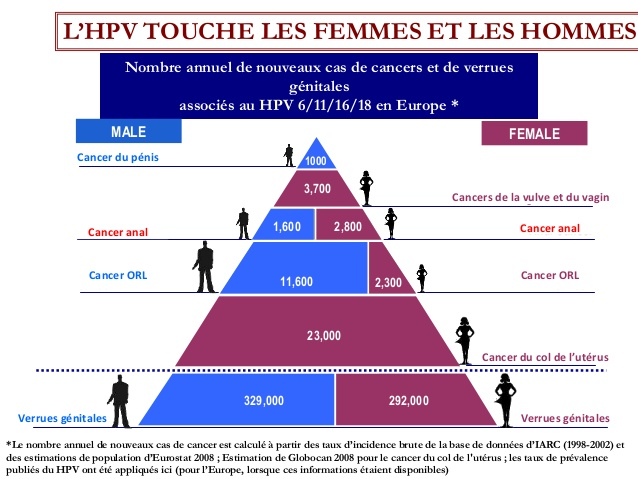 L’HPV TOUCHE LES FEMMES ET LES HOMMES
Nombre annuel de nouveaux cas de cancers et de verrues
génitales
associés au HPV 6/11/16/18 en Europe *
MALE
FEMALE
Cancer du pénis
1000
3,700
Cancers de la vulve et du vagin
Cancer anal
1,600
2,800
Cancer anal
Cancer ORL
11,600
2,300
Cancer ORL
23,000
Cancer du col de l’utérus
Verrues génitales
329,000
292,000
Verrues génitales
*Le nombre annuel de nouveaux cas de cancer est calculé à partir des taux d’incidence brute de la base de données d’IARC (1998-2002) et
des estimations de population d’Eurostat 2008 ; Estimation de Globocan 2008 pour le cancer du col de l’utérus ; les taux de prévalence
publiés du HPV ont été appliqués ici (pour l’Europe, lorsque ces informations étaient disponibles)